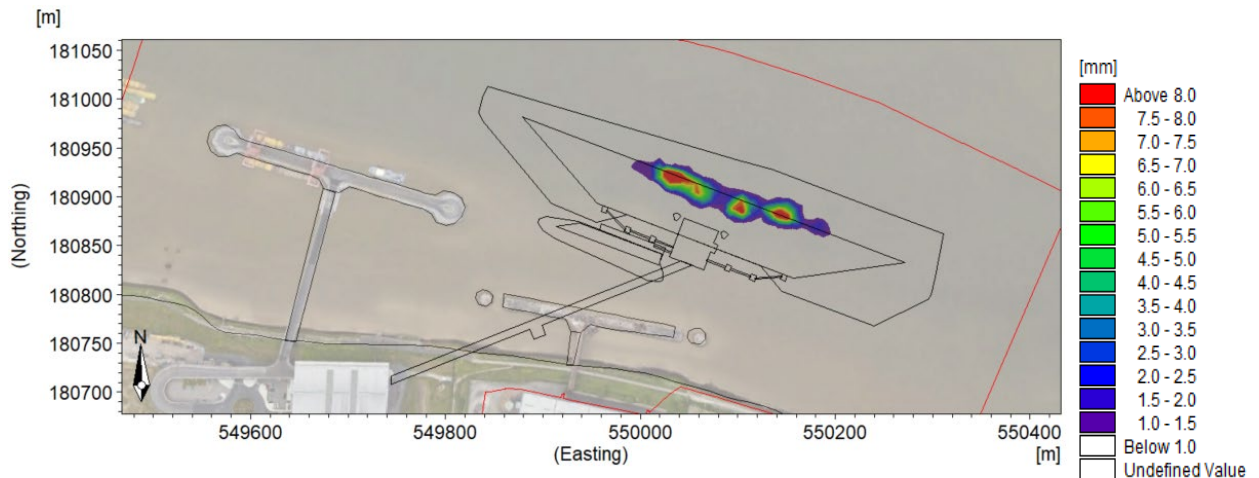 [m]
181050
181000
180950
180900
180850
180800
180750
180700
(Northing)
N
549600
549800
550000
550200
550400
(Easting)
[m]
[mm]
Above 8.0
7.5 - 8.0
7.0 - 7.5
6.5 - 7.0
6.0 - 6.5
5.5 - 6.0
5.0 - 5.5
4.5 - 5.0
4.0 - 4.5
3.5 - 4.0
3.0 - 3.5
2.5 - 3.0
2.0 - 2.5
1.5 - 2.0
1.0 - 1.5
Below 1.0
Undefined Value